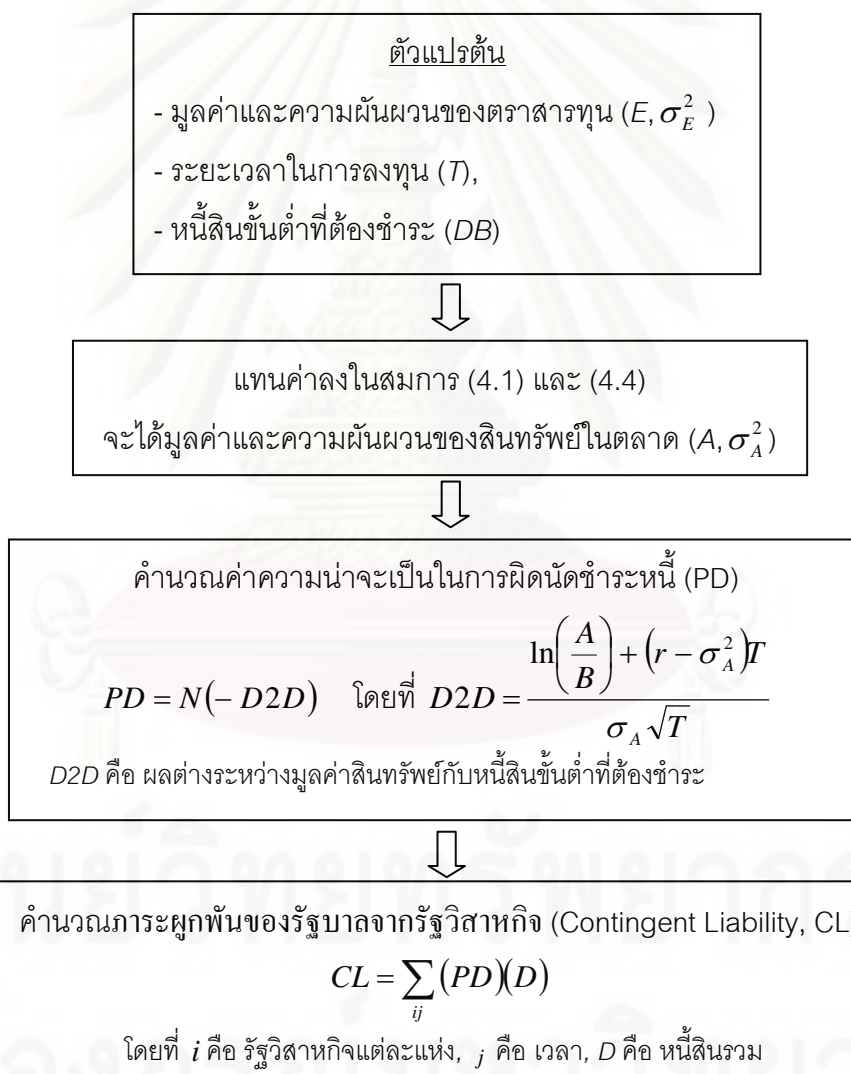 ตัวแปรต้น
- มูลค่าและความผันผวนของตราสารทุน (E, σ_E^2 )
- ระยะเวลาในการลงทุน (T),
- หนี้สินขั้นต่ำที่ต้องชำระ (DB)
แทนค่าลงในสมการ (4.1) และ (4.4)
จะได้มูลค่าและความผันผวนของสินทรัพย์ในตลาด (A, σ_A^2)
คำนวณค่าความน่าจะเป็นในการผิดนัดชำระหนี้ (PD)
PD = N(- D2D) โดยที่ D2D = \frac{\ln\left(\frac{A}{B}\right) + (r - σ_A^2)T}{σ_A \sqrt{T}}
D2D คือ ผลต่างระหว่างมูลค่าสินทรัพย์กับหนี้สินขั้นต่ำที่ต้องชำระ
คำนวณภาระผูกพันของรัฐบาลจากรัฐวิสาหกิจ (Contingent Liability, CL
CL = \sum_{ij} (PD)(D)
โดยที่ i คือ รัฐวิสาหกิจแต่ละแห่ง, j คือ เวลา, D คือ หนี้สินรวม